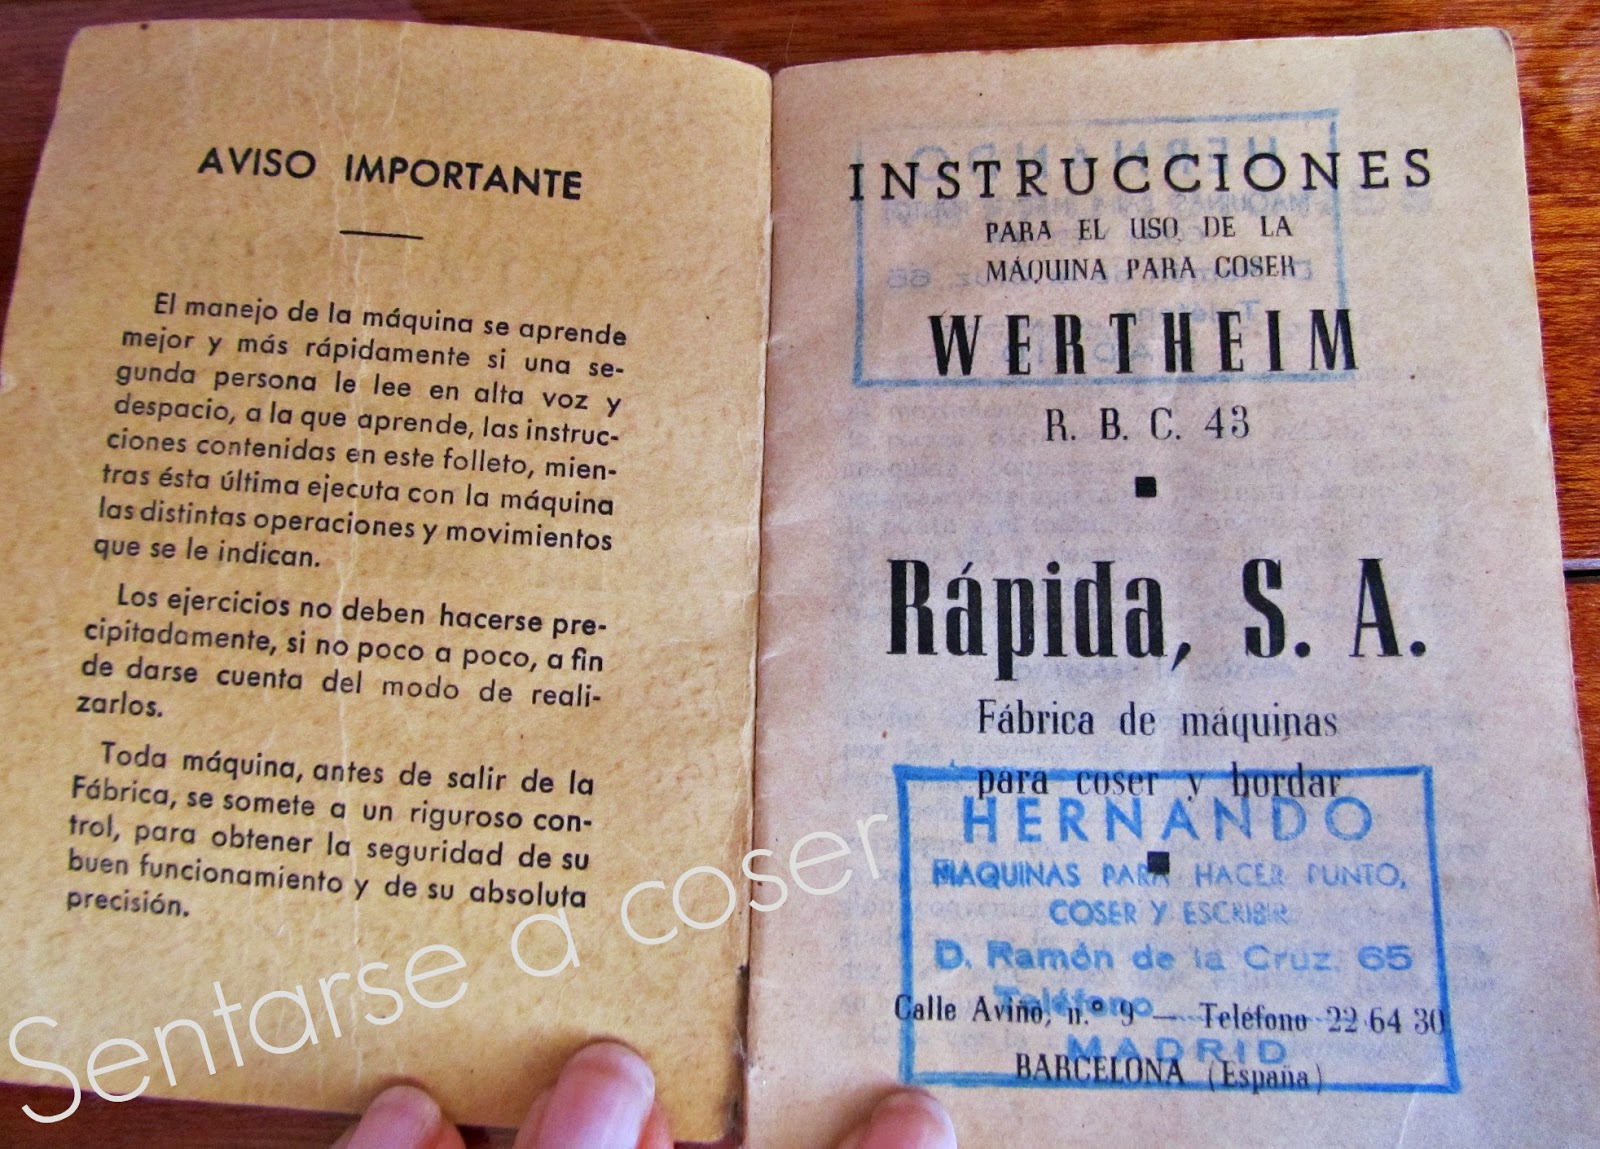 AVISO IMPORTANTE
El manejo de la máquina se aprende
mejor y más rápidamente si una se-
gunda persona le lee en alta voz y
despacio, a la que aprende, las instruc-
ciones contenidas en este folleto, mien-
tras ésta última ejecuta con la máquina
las distintas operaciones y movimientos
que se le indican.
Los ejercicios no deben hacerse pre-
cipitadamente, si no poco a poco, a fin
de darse cuenta del modo de reali-
zarlos.
Toda máquina, antes de salir de la
Fábrica, se somete a un riguroso con-
trol, para obtener la seguridad de su
buen funcionamiento y de su absoluta
precisión.
INSTRUCCIONES
PARA EL USO DE LA
MÁQUINA PARA COSER
WERTHEIM
R. B. C. 43
Rápida, S. A.
Fábrica de máquinas
para coser y bordar
HERNANDO
MAQUINAS PARA HACER PUNTO,
COSER Y ESCRIBIR
D. Ramón de la Cruz, 65
Teléfono
MADRID
Calle Aviñó, n.º 9 — Teléfono 22 64 30
BARCELONA (España)
Sentarse a coser